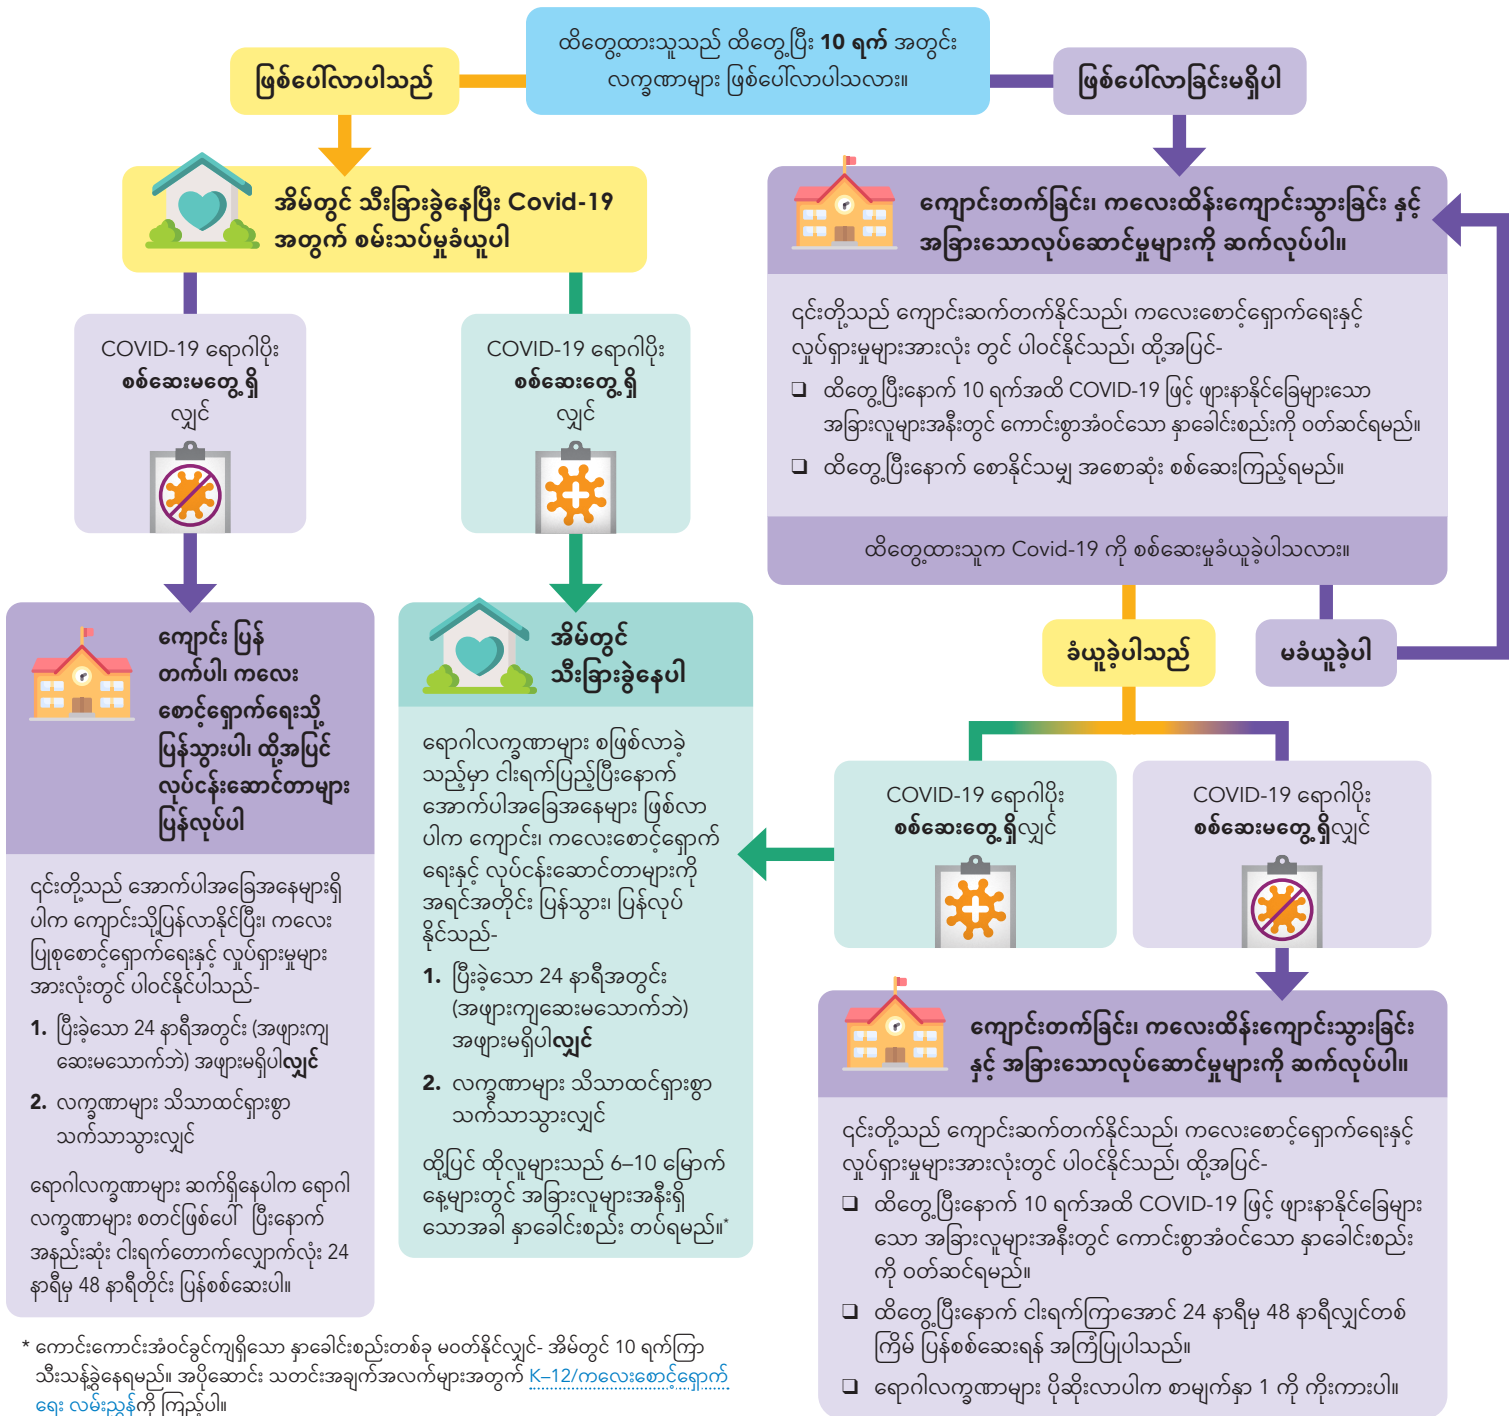 ထိတွေ့ထားသူသည် ထိတွေ့ပြီး 10 ရက် အတွင်း
လက္ခဏာများ ဖြစ်ပေါ်လာပါသလား။
ဖြစ်ပေါ်လာပါသည်
ဖြစ်ပေါ်လာခြင်းမရှိပါ
အိမ်တွင် သီးခြားခွဲနေပြီး Covid-19
အတွက် စမ်းသပ်မှုခံယူပါ
COVID-19 ရောဂါပိုး
စစ်ဆေးမတွေ့ရှိ
လျှင်
COVID-19 ရောဂါပိုး
စစ်ဆေးတွေ့ရှိ
လျှင်
ကျောင်း ပြန်
တက်ပါ၊ ကလေး
စောင့်ရှောက်ရေးသို့
ပြန်သွားပါ၊ ထို့အပြင်
လုပ်ငန်းဆောင်တာများ
ပြန်လုပ်ပါ
၎င်းတို့သည် အောက်ပါအခြေအနေများရှိ
ပါက ကျောင်းသို့ပြန်လာနိုင်ပြီး၊ ကလေး
ပြုစုစောင့်ရှောက်ရေးနှင့် လှုပ်ရှားမှုများ
အားလုံးတွင် ပါဝင်နိုင်ပါသည်-
1. ပြီးခဲ့သော 24 နာရီအတွင်း (အဖျားကျ
ဆေးမသောက်ဘဲ) အဖျားမရှိပါလျှင်
2. လက္ခဏာများ သိသာထင်ရှားစွာ
သက်သာသွားလျှင်
ရောဂါလက္ခဏာများ ဆက်ရှိနေပါက ရောဂါ
လက္ခဏာများ စတင်ဖြစ်ပေါ် ပြီးနောက်
အနည်းဆုံး ငါးရက်တောက်လျှောက်လုံး 24
နာရီမှ 48 နာရီတိုင်း ပြန်စစ်ဆေးပါ။
အိမ်တွင်
သီးခြားခွဲနေပါ
ရောဂါလက္ခဏာများ စဖြစ်လာခဲ့
သည့်မှာ ငါးရက်ပြည့်ပြီးနောက်
အောက်ပါအခြေအနေများ ဖြစ်လာ
ပါက ကျောင်း၊ ကလေးစောင့်ရှောက်
ရေးနှင့် လုပ်ငန်းဆောင်တာများကို
အရင်အတိုင်း ပြန်သွား၊ ပြန်လုပ်
နိုင်သည်-
1. ပြီးခဲ့သော 24 နာရီအတွင်း
(အဖျားကျဆေးမသောက်ဘဲ)
အဖျားမရှိပါလျှင်
2. လက္ခဏာများ သိသာထင်ရှားစွာ
သက်သာသွားလျှင်
ထို့ပြင် ထိုလူများသည် 6–10 မြောက်
နေ့များတွင် အခြားလူများအနီးရှိ
သောအခါ နှာခေါင်းစည်း တပ်ရမည်။*
* ကောင်းကောင်းအံဝင်ခွင်ကျရှိသော နှာခေါင်းစည်းတစ်ခု မဝတ်နိုင်လျှင်- အိမ်တွင် 10 ရက်ကြာ
သီးသန့်ခွဲနေရမည်။ အပိုဆောင်း သတင်းအချက်အလက်များအတွက် K–12/ကလေးစောင့်ရှောက်
ရေး လမ်းညွှန်ကို ကြည့်ပါ။
ကျောင်းတက်ခြင်း၊ ကလေးထိန်းကျောင်းသွားခြင်း နှင့်
အခြားသောလုပ်ဆောင်မှုများကို ဆက်လုပ်ပါ။
၎င်းတို့သည် ကျောင်းဆက်တက်နိုင်သည်၊ ကလေးစောင့်ရှောက်ရေးနှင့်
လှုပ်ရှားမှုများအားလုံး တွင် ပါဝင်နိုင်သည်၊ ထို့အပြင်-
❑ ထိတွေ့ပြီးနောက် 10 ရက်အထိ COVID-19 ဖြင့် ဖျားနာနိုင်ခြေများသော
အခြားလူများအနီးတွင် ကောင်းစွာအံဝင်သော နှာခေါင်းစည်းကို ဝတ်ဆင်ရမည်။
❑ ထိတွေ့ပြီးနောက် စောနိုင်သမျှ အစောဆုံး စစ်ဆေးကြည့်ရမည်။
ထိတွေ့ထားသူက Covid-19 ကို စစ်ဆေးမှုခံယူခဲ့ပါသလား။
ခံယူခဲ့ပါသည်
မခံယူခဲ့ပါ
COVID-19 ရောဂါပိုး
စစ်ဆေးတွေ့ရှိလျှင်
COVID-19 ရောဂါပိုး
စစ်ဆေးမတွေ့ရှိလျှင်
ကျောင်းတက်ခြင်း၊ ကလေးထိန်းကျောင်းသွားခြင်း
နှင့် အခြားသောလုပ်ဆောင်မှုများကို ဆက်လုပ်ပါ။
၎င်းတို့သည် ကျောင်းဆက်တက်နိုင်သည်၊ ကလေးစောင့်ရှောက်ရေးနှင့်
လှုပ်ရှားမှုများအားလုံးတွင် ပါဝင်နိုင်သည်၊ ထို့အပြင်-
❑ ထိတွေ့ပြီးနောက် 10 ရက်အထိ COVID-19 ဖြင့် ဖျားနာနိုင်ခြေများ
သော အခြားလူများအနီးတွင် ကောင်းစွာအံဝင်သော နှာခေါင်းစည်း
ကို ဝတ်ဆင်ရမည်။
❑ ထိတွေ့ပြီးနောက် ငါးရက်ကြာအောင် 24 နာရီမှ 48 နာရီလျှင်တစ်
ကြိမ် ပြန်စစ်ဆေးရန် အကြံပြုပါသည်။
❑ ရောဂါလက္ခဏာများ ပိုဆိုးလာပါက စာမျက်နှာ 1 ကို ကိုးကားပါ။